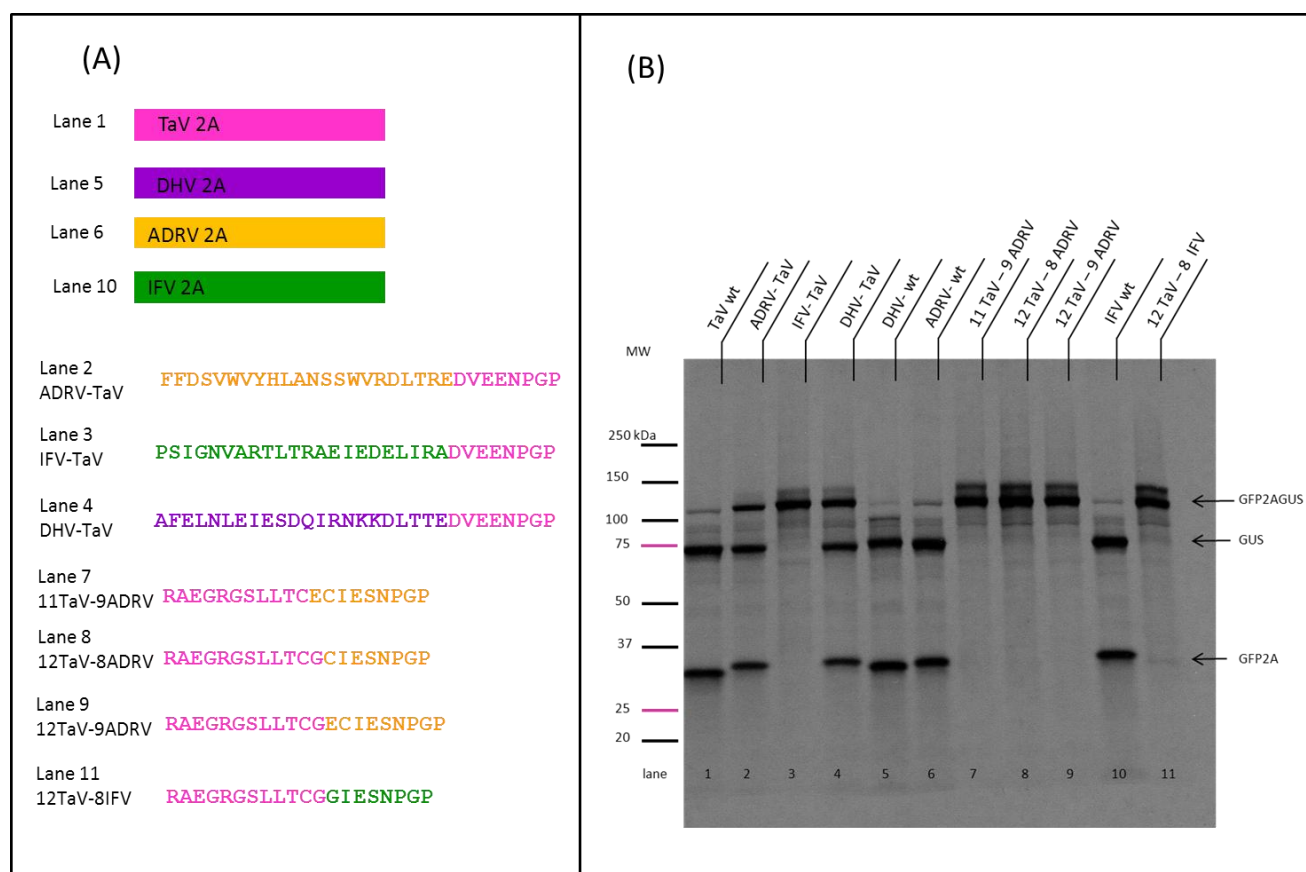 (A)
Lane 1
TaV 2A
Lane 5
DHV 2A
Lane 6
ADRV 2A
Lane 10
IFV 2A
Lane 2
ADRV-TaV
FFDSVWVYHLANSSWVRDLTREDVEENPGP
Lane 3
IFV-TaV
PSIGNVARTLTRAEIEDELIRADVEENPGP
Lane 4
DHV-TaV
AFELNLEIESDQIRNKKDLTTEDVEENPGP
Lane 7
11TaV-9ADRV
RAEGRGSLLTCECIESNPGP
Lane 8
12TaV-8ADRV
RAEGRGSLLTCGCIESNPGP
Lane 9
12TaV-9ADRV
RAEGRGSLLTCGECIESNPGP
Lane 11
12TaV-8IFV
RAEGRGSLLTCGGIESNPGP
(B)
TaV wt
ADRV- TaV
IFV- TaV
DHV- TaV
DHV- wt
ADRV- wt
11 TaV – 9 ADRV
12 TaV – 8 ADRV
12 TaV – 9 ADRV
IFV wt
12 TaV – 8 IFV
MW
250 kDa
150
100
75
50
37
25
20
GFP2AGUS
GUS
GFP2A
lane 1 2 3 4 5 6 7 8 9 10 11